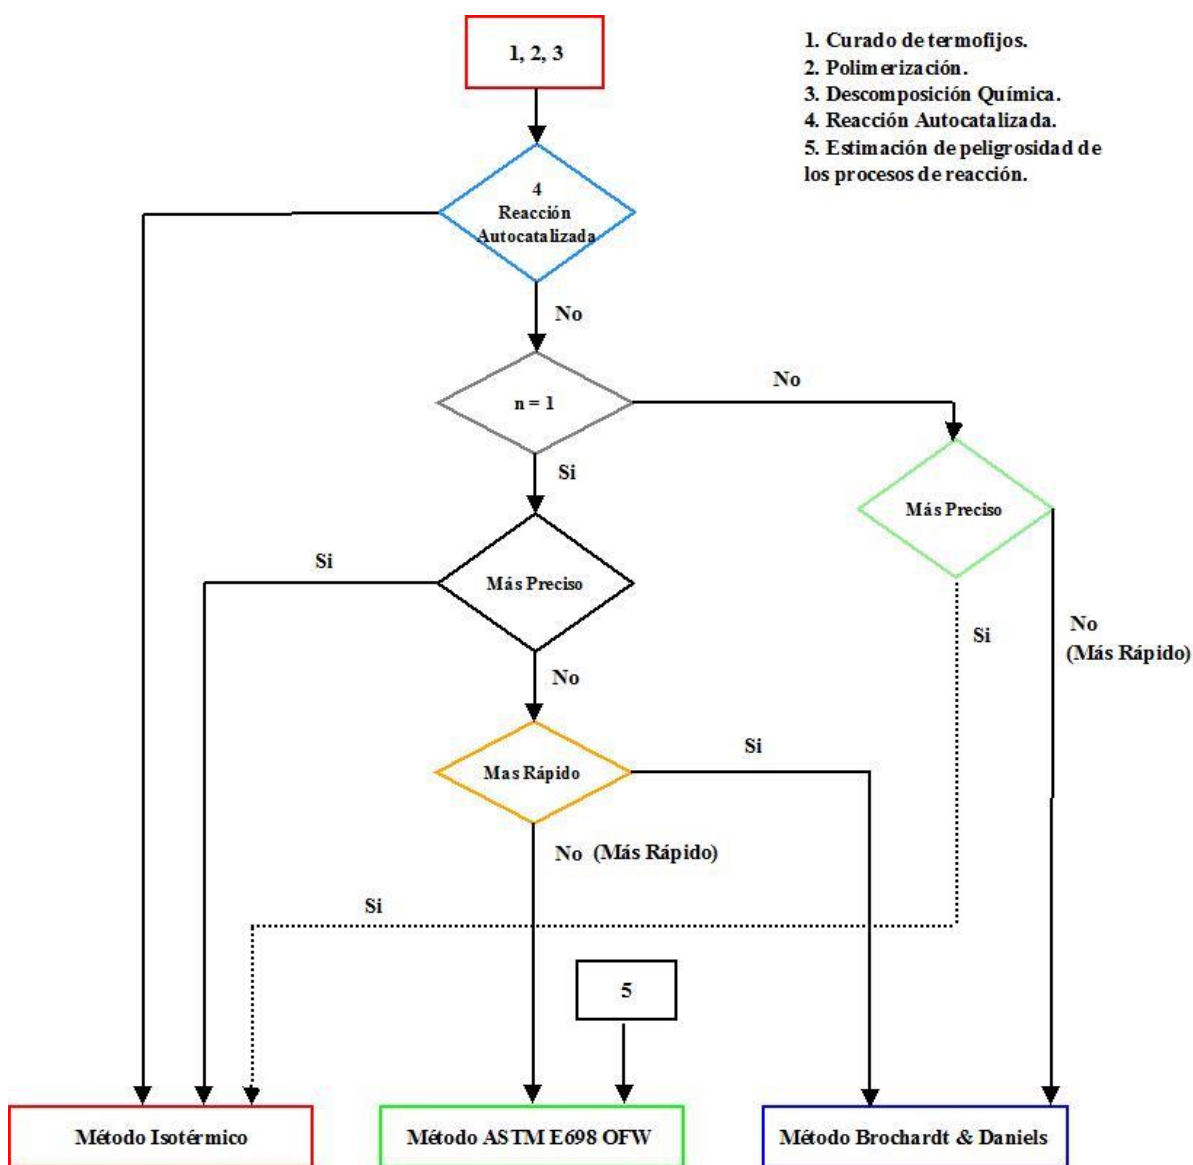 1, 2, 3
1. Curado de termofijos.
2. Polimerización.
3. Descomposición Química.
4. Reacción Autocatalizada.
5. Estimación de peligrosidad de
los procesos de reacción.
4
Reacción
Autocatalizada
No
n = 1
No
Si
Más Preciso
Si
Más Preciso
Si
No
(Más Rápido)
No
Mas Rápido
Si
No (Más Rápido)
Si
5
Método Isotérmico
Método ASTM E698 OFW
Método Brochardt & Daniels